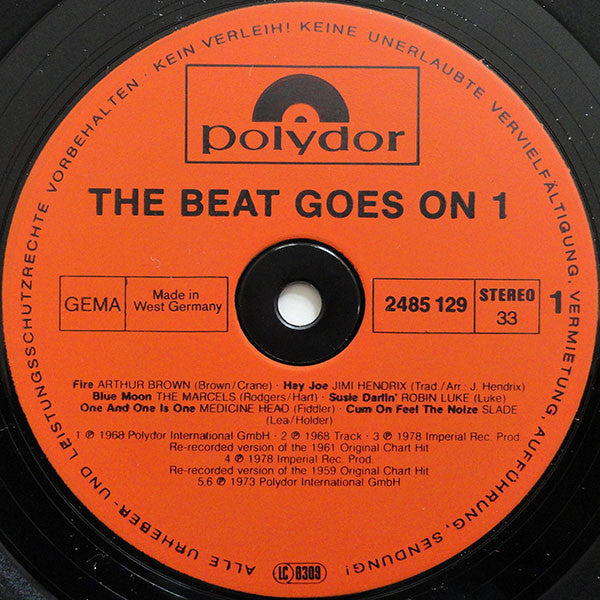 ALLE URHEBER- UND LEISTUNGSSCHUTZRECHTE VORBEHALTEN · KEIN VERLEIH! KEINE UNERLAUBTE VERVIELFÄLTIGUNG, VERMIETUNG, AUFFÜHRUNG, SENDUNG!
polydor
THE BEAT GOES ON 1
GEMA
Made in
West Germany
2485 129
STEREO
33
1
Fire ARTHUR BROWN (Brown/Crane) · Hey Joe JIMI HENDRIX (Trad./Arr.: J. Hendrix)
Blue Moon THE MARCELS (Rodgers/Hart) · Susie Darlin' ROBIN LUKE (Luke)
One And One Is One MEDICINE HEAD (Fiddler) · Cum On Feel The Noize SLADE
(Lea/Holder)
1 ℗ 1968 Polydor International GmbH · 2 ℗ 1968 Track · 3 ℗ 1978 Imperial Rec. Prod.
Re-recorded version of the 1961 Original Chart Hit
4 ℗ 1978 Imperial Rec. Prod.
Re-recorded version of the 1959 Original Chart Hit
5,6 ℗ 1973 Polydor International GmbH
LC 0309